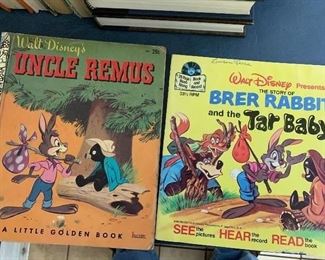 Walt Disney's
25¢
UNCLE REMUS
A LITTLE GOLDEN BOOK
33⅓ RPM
WALT DISNEY Presents
THE STORY OF
BRER RABBIT
and the Tar Baby
SEE the pictures HEAR the record READ the book